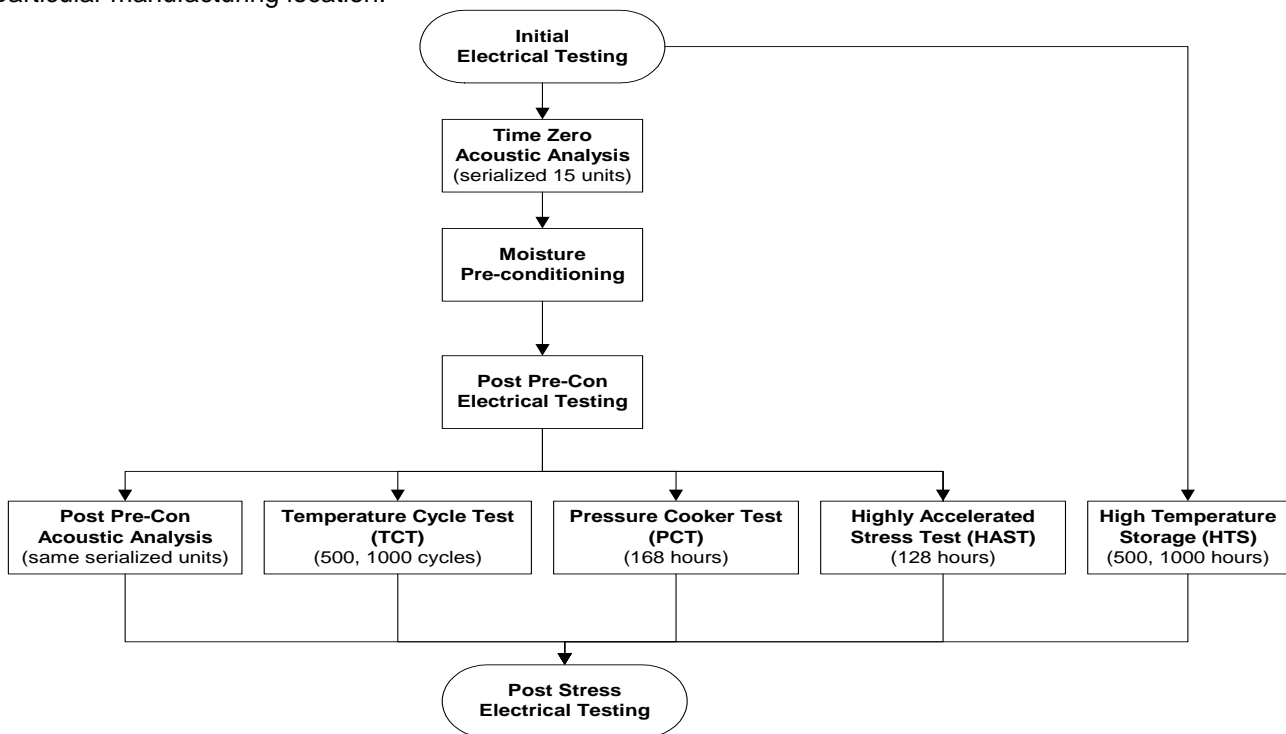 particular manufacturing location.
Initial
Electrical Testing
Time Zero
Acoustic Analysis
(serialized 15 units)
Moisture
Pre-conditioning
Post Pre-Con
Electrical Testing
Post Pre-Con
Acoustic Analysis
(same serialized units)
Temperature Cycle Test
(TCT)
(500, 1000 cycles)
Pressure Cooker Test
(PCT)
(168 hours)
Highly Accelerated
Stress Test (HAST)
(128 hours)
High Temperature
Storage (HTS)
(500, 1000 hours)
Post Stress
Electrical Testing